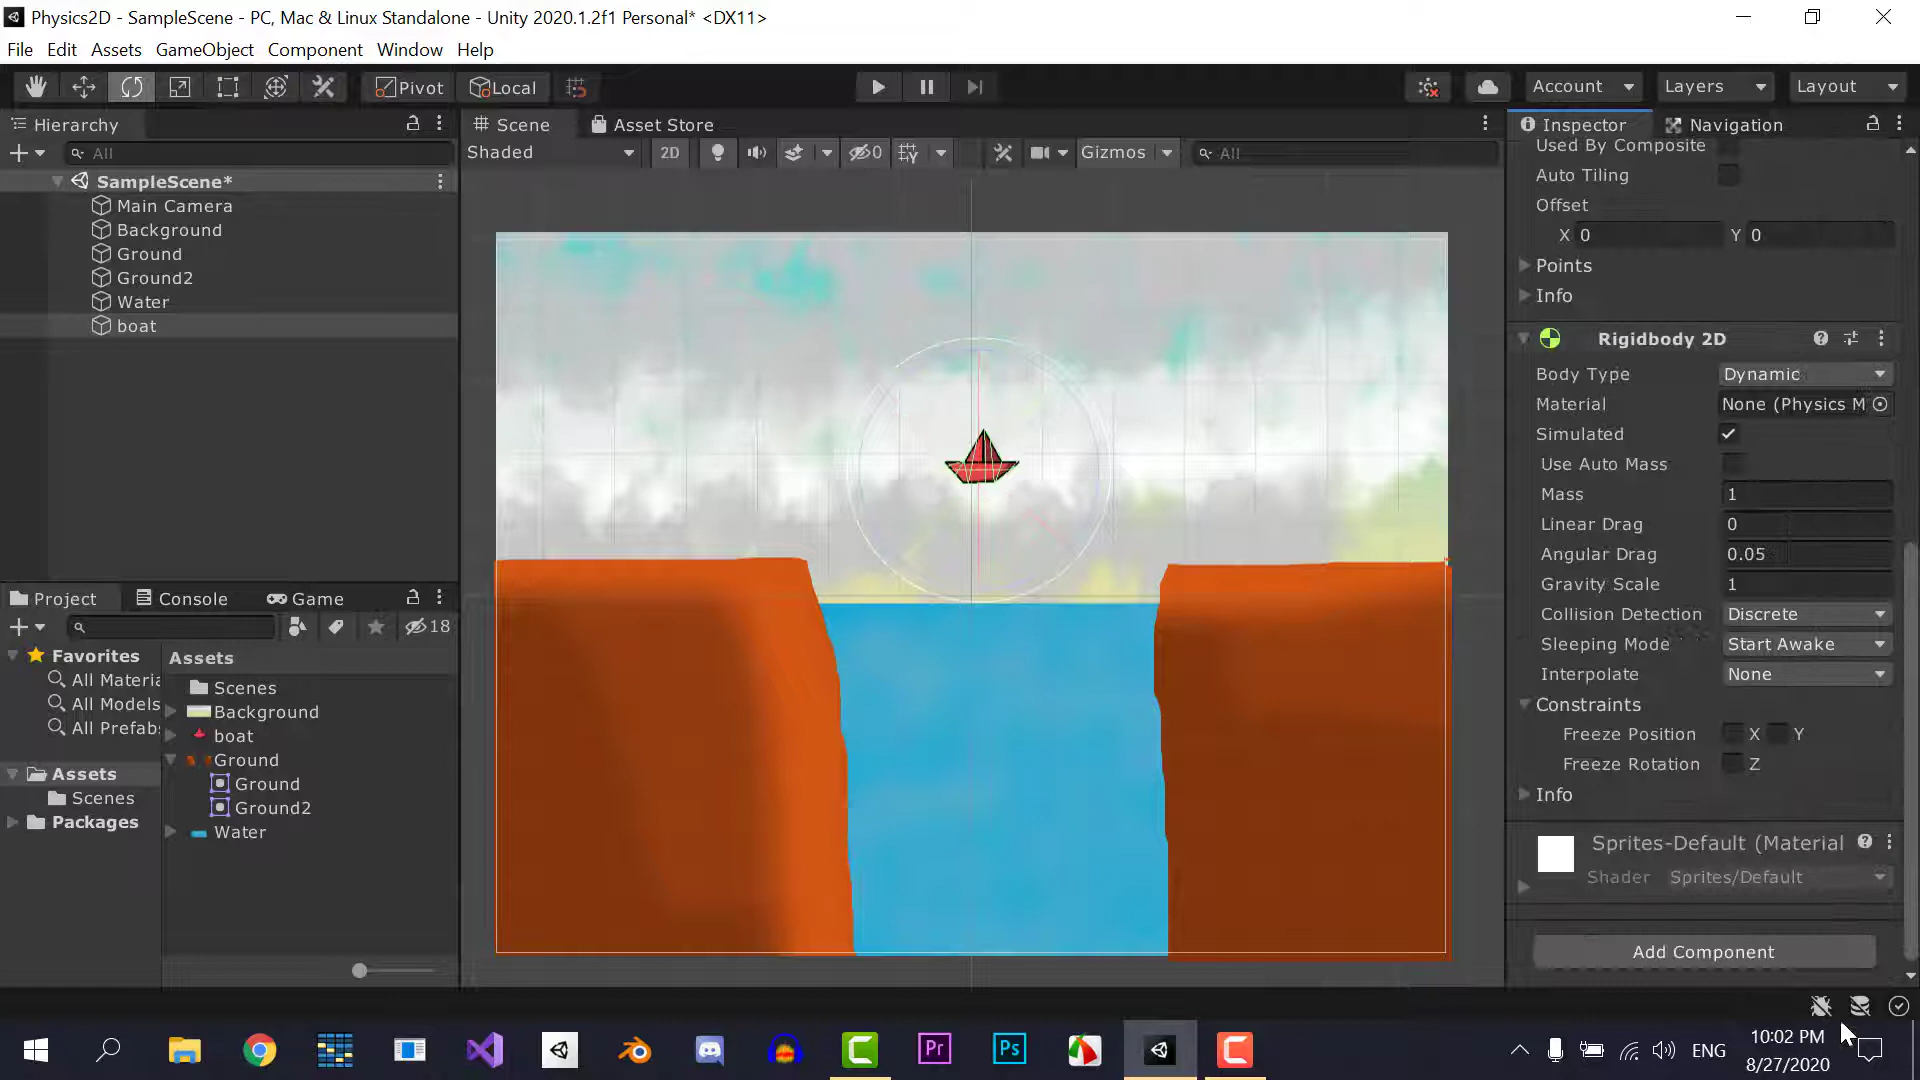 Physics2D - SampleScene - PC, Mac & Linux Standalone - Unity 2020.1.2f1 Personal* <DX11>
File Edit Assets GameObject Component Window Help
Pivot Local Account Layers Layout
Hierarchy
All
SampleScene*
Main Camera
Background
Ground
Ground2
Water
boat
Scene Asset Store
Shaded 2D 0 Gizmos All
Project Console Game
18
Favorites
All Materia
All Models
All Prefab
Assets
Scenes
Packages
Assets
Scenes
Background
boat
Ground
Ground
Ground2
Water
Inspector Navigation
Used By Composite
Auto Tiling
Offset
X 0 Y 0
Points
Info
Rigidbody 2D
Body Type Dynamic
Material None (Physics M
Simulated
Use Auto Mass
Mass 1
Linear Drag 0
Angular Drag 0.05
Gravity Scale 1
Collision Detection Discrete
Sleeping Mode Start Awake
Interpolate None
Constraints
Freeze Position X Y
Freeze Rotation Z
Info
Sprites-Default (Material
Shader Sprites/Default
Add Component
Pr Ps ENG
10:02 PM
8/27/2020